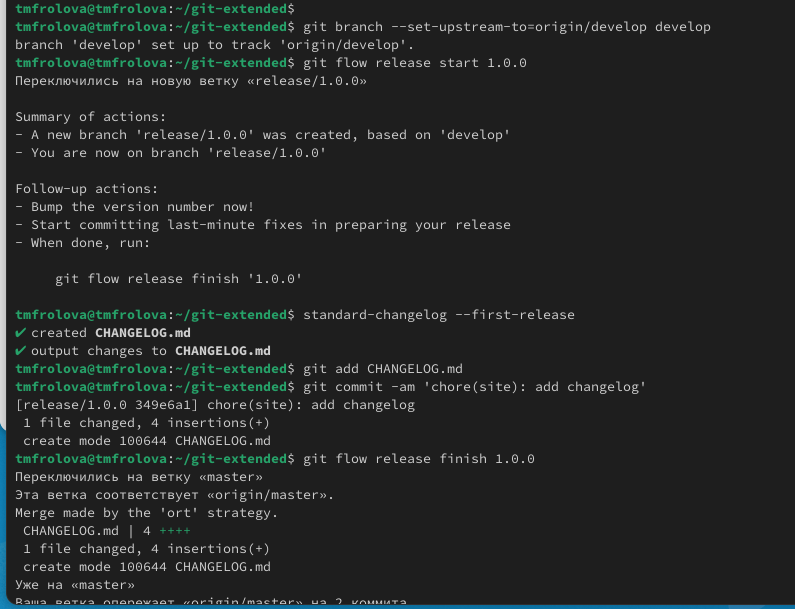 tmfrolova@tmfrolova:~/git-extended$
tmfrolova@tmfrolova:~/git-extended$ git branch --set-upstream-to=origin/develop develop
branch 'develop' set up to track 'origin/develop'.
tmfrolova@tmfrolova:~/git-extended$ git flow release start 1.0.0
Переключились на новую ветку «release/1.0.0»
Summary of actions:
- A new branch 'release/1.0.0' was created, based on 'develop'
- You are now on branch 'release/1.0.0'
Follow-up actions:
- Bump the version number now!
- Start committing last-minute fixes in preparing your release
- When done, run:
git flow release finish '1.0.0'
tmfrolova@tmfrolova:~/git-extended$ standard-changelog --first-release
✔ created CHANGELOG.md
✔ output changes to CHANGELOG.md
tmfrolova@tmfrolova:~/git-extended$ git add CHANGELOG.md
tmfrolova@tmfrolova:~/git-extended$ git commit -am 'chore(site): add changelog'
[release/1.0.0 349e6a1] chore(site): add changelog
1 file changed, 4 insertions(+)
create mode 100644 CHANGELOG.md
tmfrolova@tmfrolova:~/git-extended$ git flow release finish 1.0.0
Переключились на ветку «master»
Эта ветка соответствует «origin/master».
Merge made by the 'ort' strategy.
CHANGELOG.md | 4 ++++
1 file changed, 4 insertions(+)
create mode 100644 CHANGELOG.md
Уже на «master»
Ваша ветка опережает «origin/master» на 2 коммита